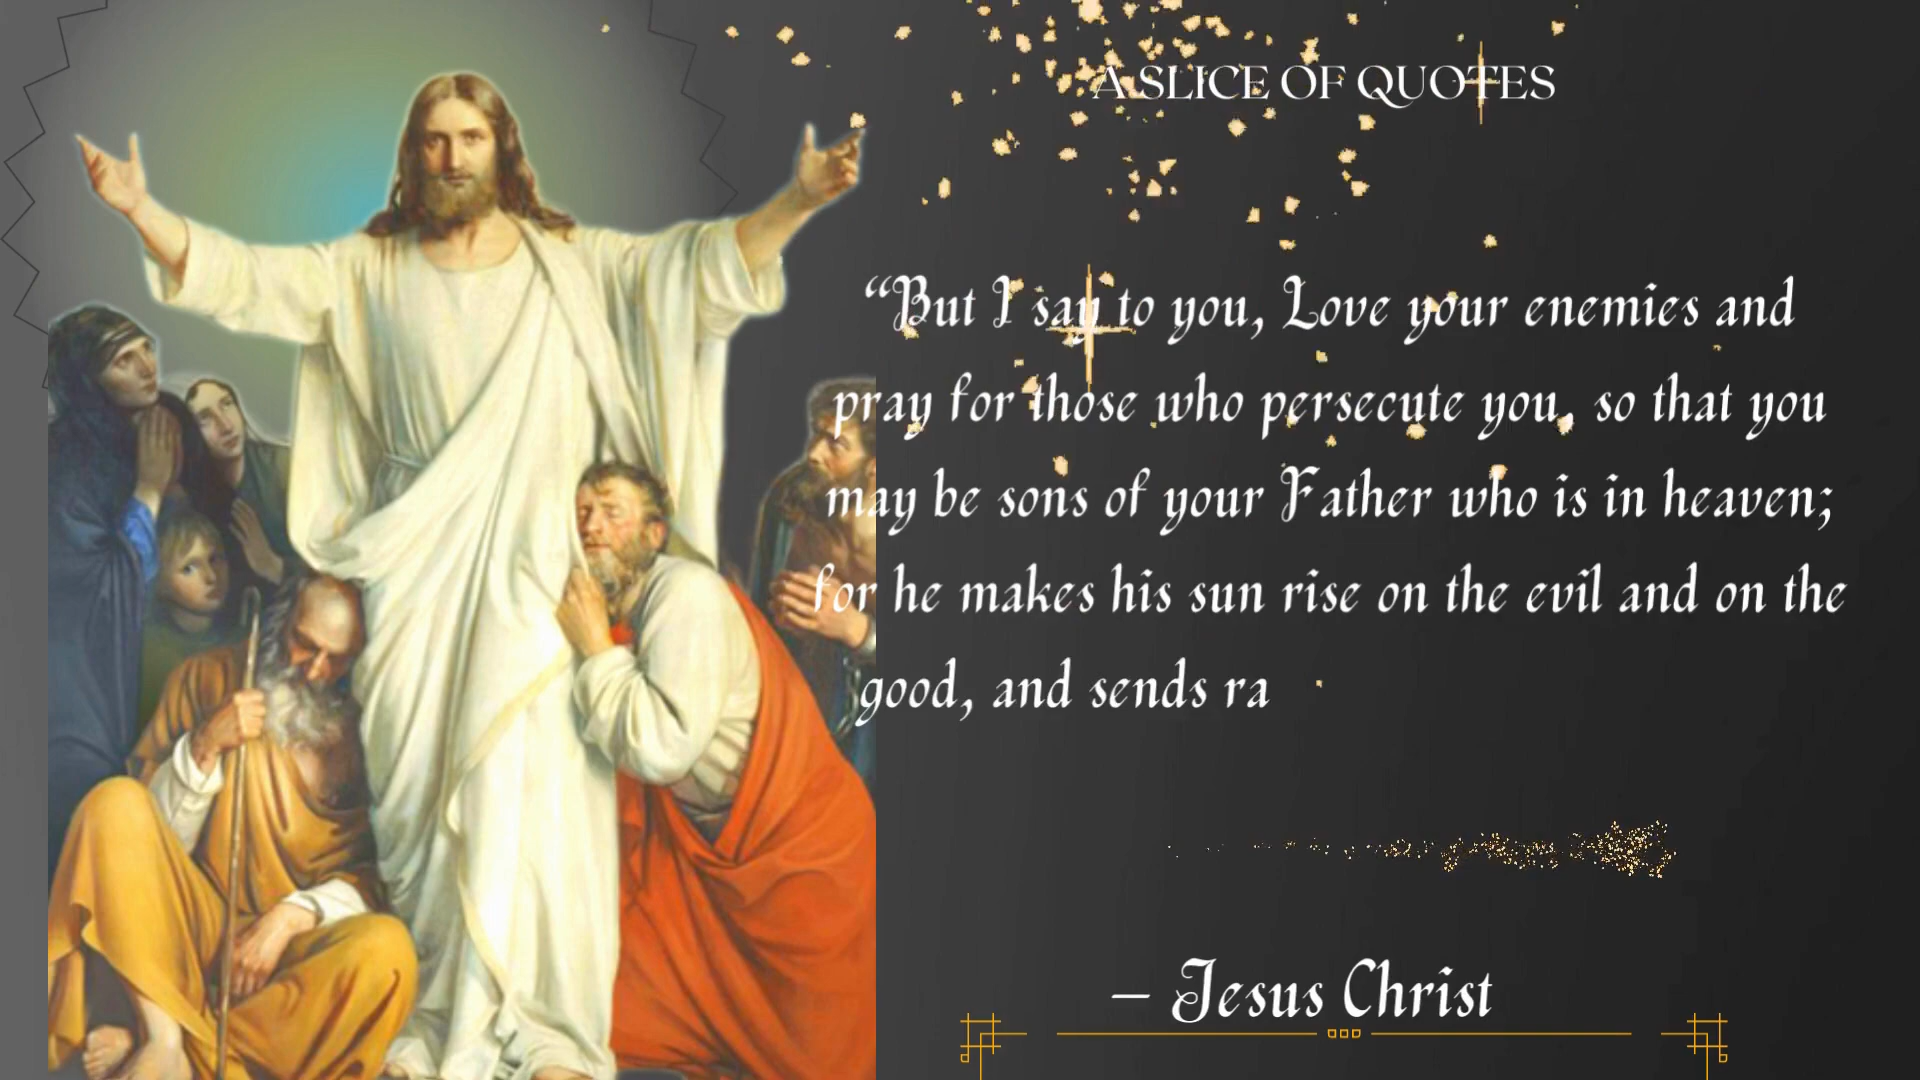 A SLICE OF QUOTES
“But I say to you, Love your enemies and
pray for those who persecute you, so that you
may be sons of your Father who is in heaven;
for he makes his sun rise on the evil and on the
good, and sends ra
– Jesus Christ